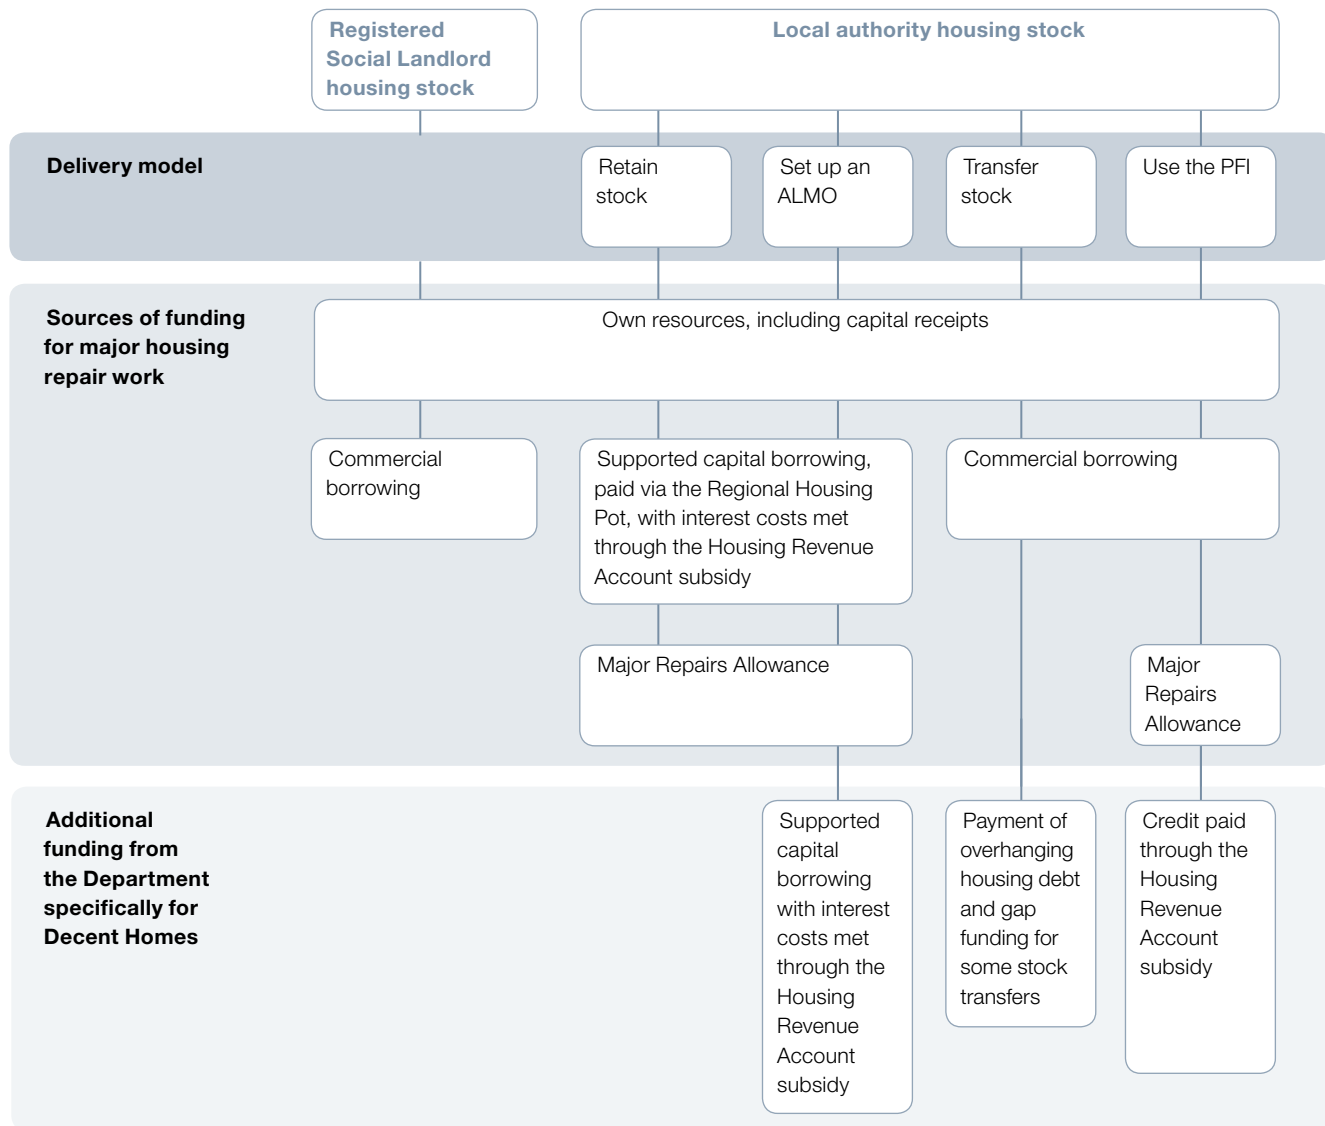 Registered
Social Landlord
housing stock
Local authority housing stock
Delivery model
Retain
stock
Set up an
ALMO
Transfer
stock
Use the PFI
Sources of funding
for major housing
repair work
Own resources, including capital receipts
Commercial
borrowing
Supported capital borrowing,
paid via the Regional Housing
Pot, with interest costs met
through the Housing Revenue
Account subsidy
Commercial borrowing
Major Repairs Allowance
Major
Repairs
Allowance
Additional
funding from
the Department
specifically for
Decent Homes
Supported
capital
borrowing
with interest
costs met
through the
Housing
Revenue
Account
subsidy
Payment of
overhanging
housing debt
and gap
funding for
some stock
transfers
Credit paid
through the
Housing
Revenue
Account
subsidy